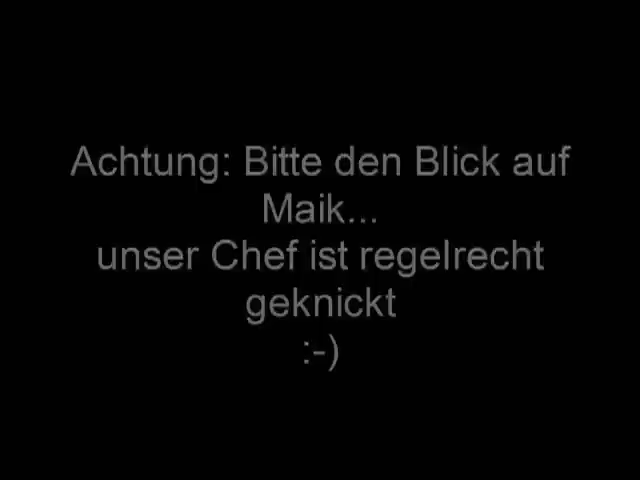 Achtung: Bitte den Blick auf
Maik...
unser Chef ist regelrecht
geknickt
:-)